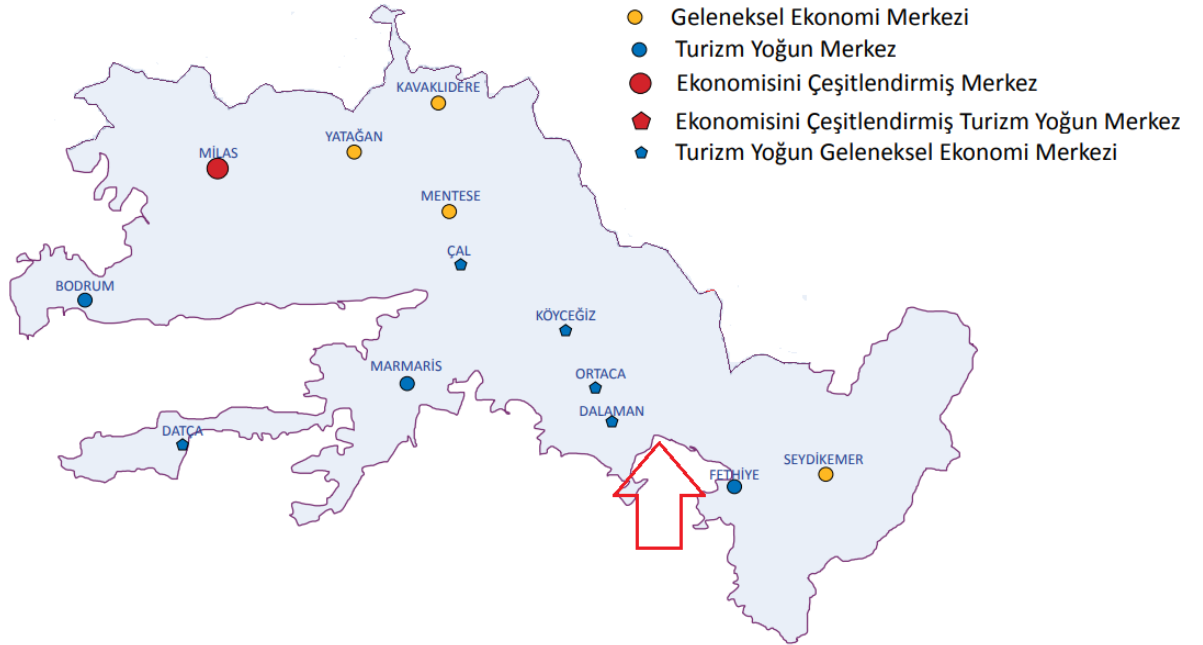 Geleneksel Ekonomi Merkezi
Turizm Yoğun Merkez
Ekonomisini Çeşitlendirmiş Merkez
Ekonomisini Çeşitlendirmiş Turizm Yoğun Merkez
Turizm Yoğun Geleneksel Ekonomi Merkezi
KAVAKLIDERE
YATAĞAN
MİLAS
MENTESE
ÇAL
BODRUM
KÖYCEĞİZ
MARMARİS
ORTACA
DALAMAN
DATÇA
SEYDİKEMER
FETHİYE